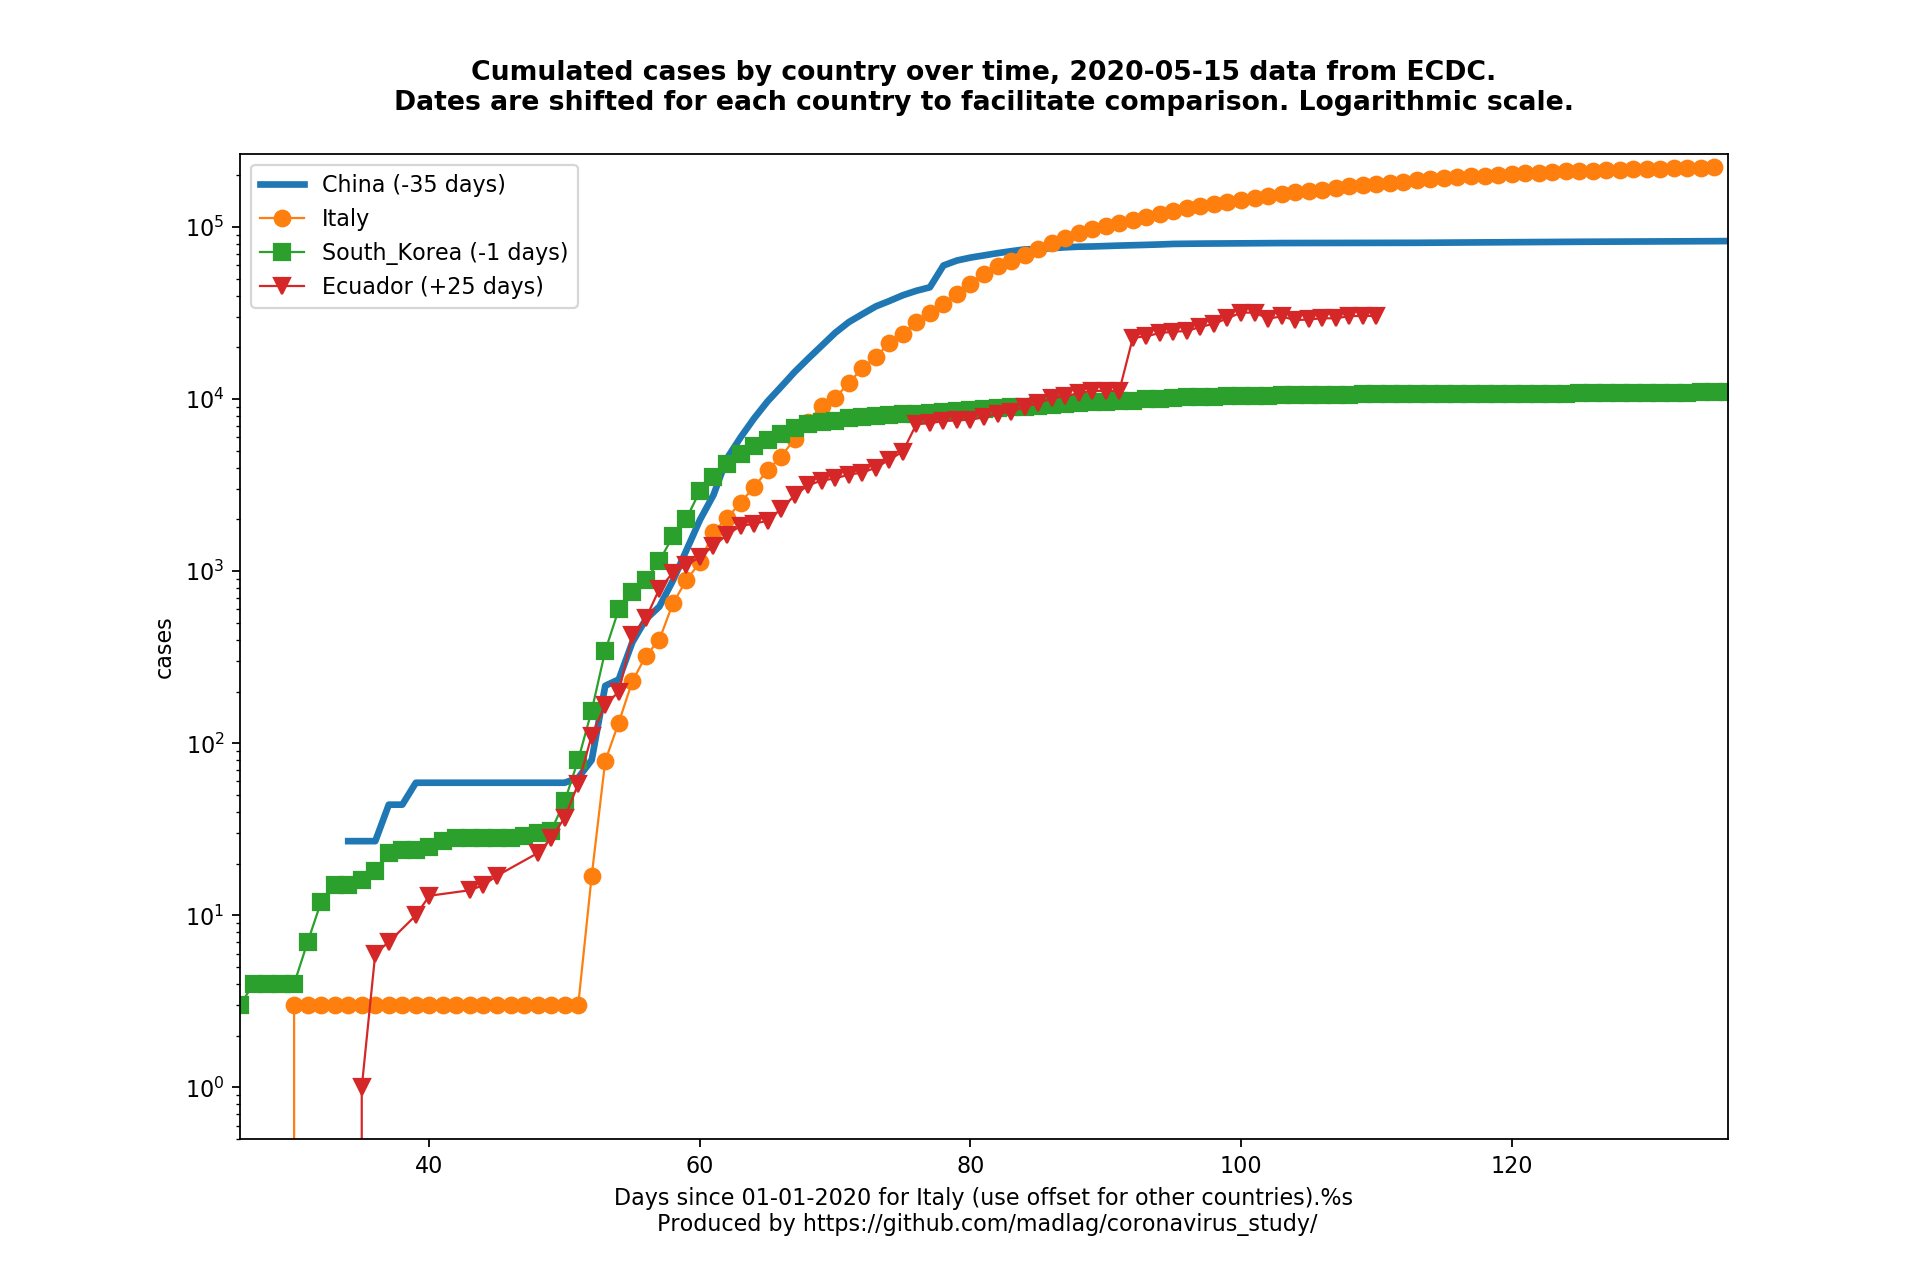 Cumulated cases by country over time, 2020-05-15 data from ECDC.
Dates are shifted for each country to facilitate comparison. Logarithmic scale.
China (-35 days)
Italy
South_Korea (-1 days)
Ecuador (+25 days)
10⁵
10⁴
10³
10²
10¹
10⁰
cases
40 60 80 100 120
Days since 01-01-2020 for Italy (use offset for other countries).%s
Produced by https://github.com/madlag/coronavirus_study/